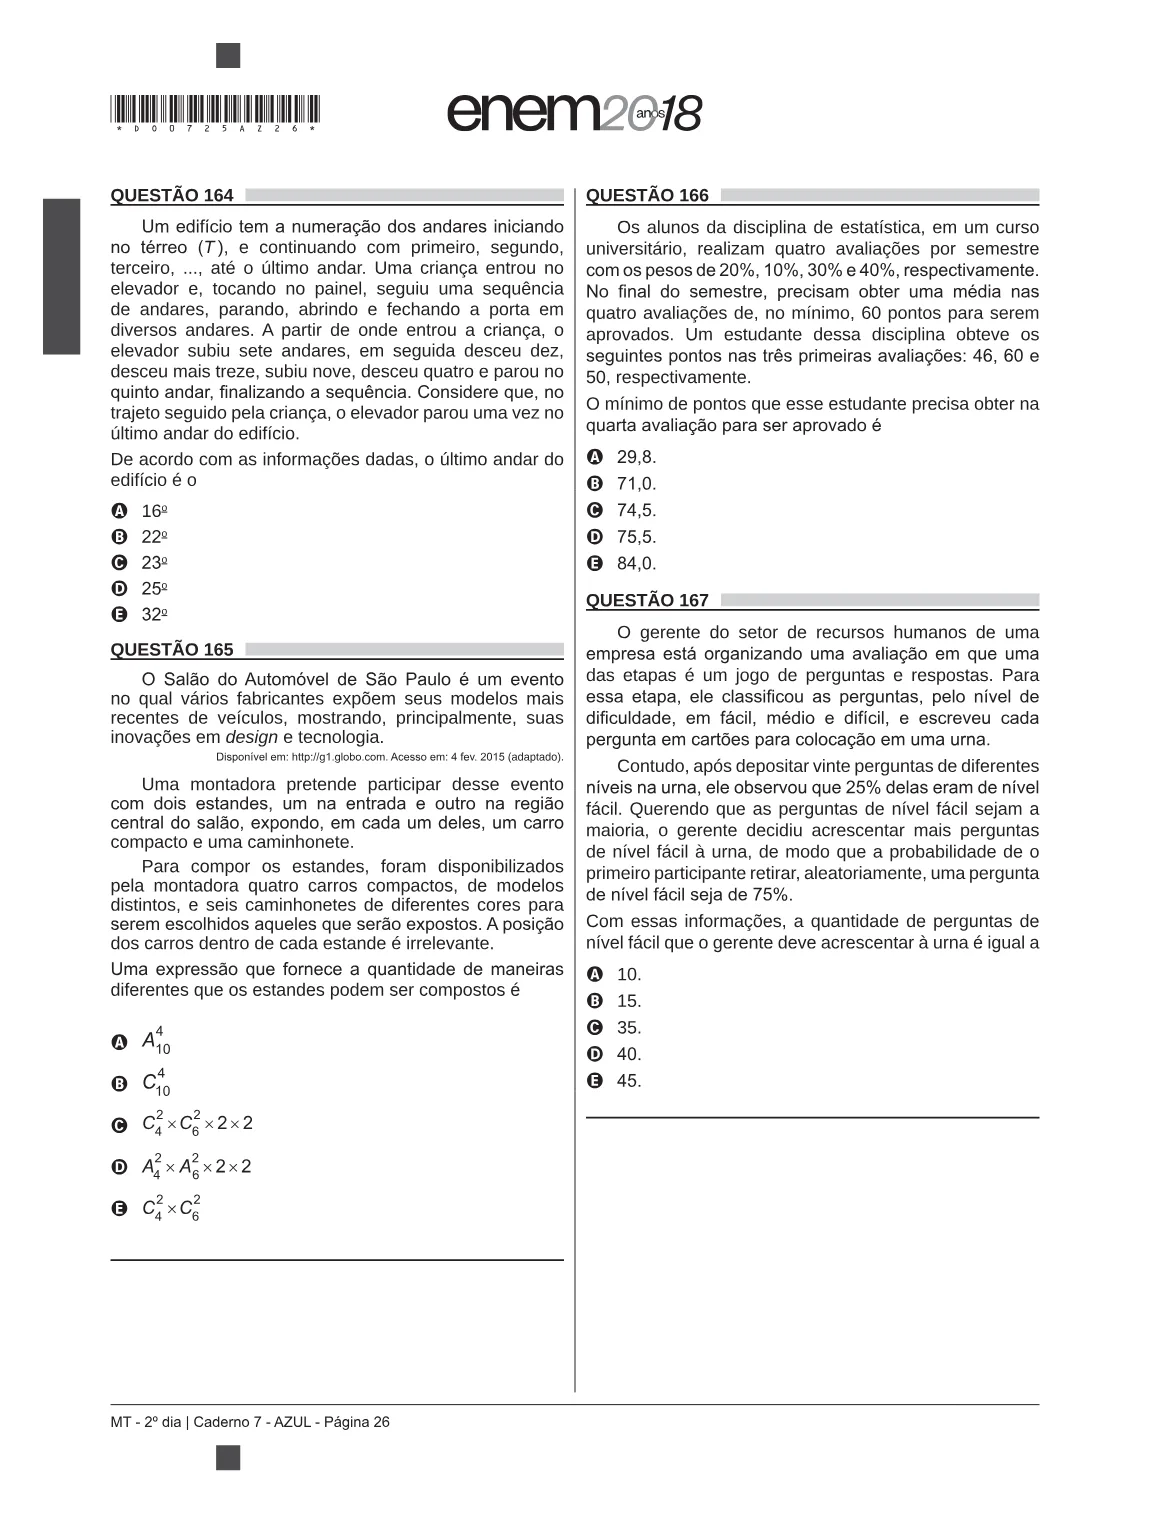 *D00725AZ26*
enem2018
anos
QUESTÃO 164
Um edifício tem a numeração dos andares iniciando
no térreo (T), e continuando com primeiro, segundo,
terceiro, ..., até o último andar. Uma criança entrou no
elevador e, tocando no painel, seguiu uma sequência
de andares, parando, abrindo e fechando a porta em
diversos andares. A partir de onde entrou a criança, o
elevador subiu sete andares, em seguida desceu dez,
desceu mais treze, subiu nove, desceu quatro e parou no
quinto andar, finalizando a sequência. Considere que, no
trajeto seguido pela criança, o elevador parou uma vez no
último andar do edifício.
De acordo com as informações dadas, o último andar do
edifício é o
A 16º
B 22º
C 23º
D 25º
E 32º
QUESTÃO 165
O Salão do Automóvel de São Paulo é um evento
no qual vários fabricantes expõem seus modelos mais
recentes de veículos, mostrando, principalmente, suas
inovações em design e tecnologia.
Disponível em: http://g1.globo.com. Acesso em: 4 fev. 2015 (adaptado).
Uma montadora pretende participar desse evento
com dois estandes, um na entrada e outro na região
central do salão, expondo, em cada um deles, um carro
compacto e uma caminhonete.
Para compor os estandes, foram disponibilizados
pela montadora quatro carros compactos, de modelos
distintos, e seis caminhonetes de diferentes cores para
serem escolhidos aqueles que serão expostos. A posição
dos carros dentro de cada estande é irrelevante.
Uma expressão que fornece a quantidade de maneiras
diferentes que os estandes podem ser compostos é
A A₁₀⁴
B C₁₀⁴
C C₄² × C₆² × 2 × 2
D A₄² × A₆² × 2 × 2
E C₄² × C₆²
QUESTÃO 166
Os alunos da disciplina de estatística, em um curso
universitário, realizam quatro avaliações por semestre
com os pesos de 20%, 10%, 30% e 40%, respectivamente.
No final do semestre, precisam obter uma média nas
quatro avaliações de, no mínimo, 60 pontos para serem
aprovados. Um estudante dessa disciplina obteve os
seguintes pontos nas três primeiras avaliações: 46, 60 e
50, respectivamente.
O mínimo de pontos que esse estudante precisa obter na
quarta avaliação para ser aprovado é
A 29,8.
B 71,0.
C 74,5.
D 75,5.
E 84,0.
QUESTÃO 167
O gerente do setor de recursos humanos de uma
empresa está organizando uma avaliação em que uma
das etapas é um jogo de perguntas e respostas. Para
essa etapa, ele classificou as perguntas, pelo nível de
dificuldade, em fácil, médio e difícil, e escreveu cada
pergunta em cartões para colocação em uma urna.
Contudo, após depositar vinte perguntas de diferentes
níveis na urna, ele observou que 25% delas eram de nível
fácil. Querendo que as perguntas de nível fácil sejam a
maioria, o gerente decidiu acrescentar mais perguntas
de nível fácil à urna, de modo que a probabilidade de o
primeiro participante retirar, aleatoriamente, uma pergunta
de nível fácil seja de 75%.
Com essas informações, a quantidade de perguntas de
nível fácil que o gerente deve acrescentar à urna é igual a
A 10.
B 15.
C 35.
D 40.
E 45.
MT - 2º dia | Caderno 7 - AZUL - Página 26